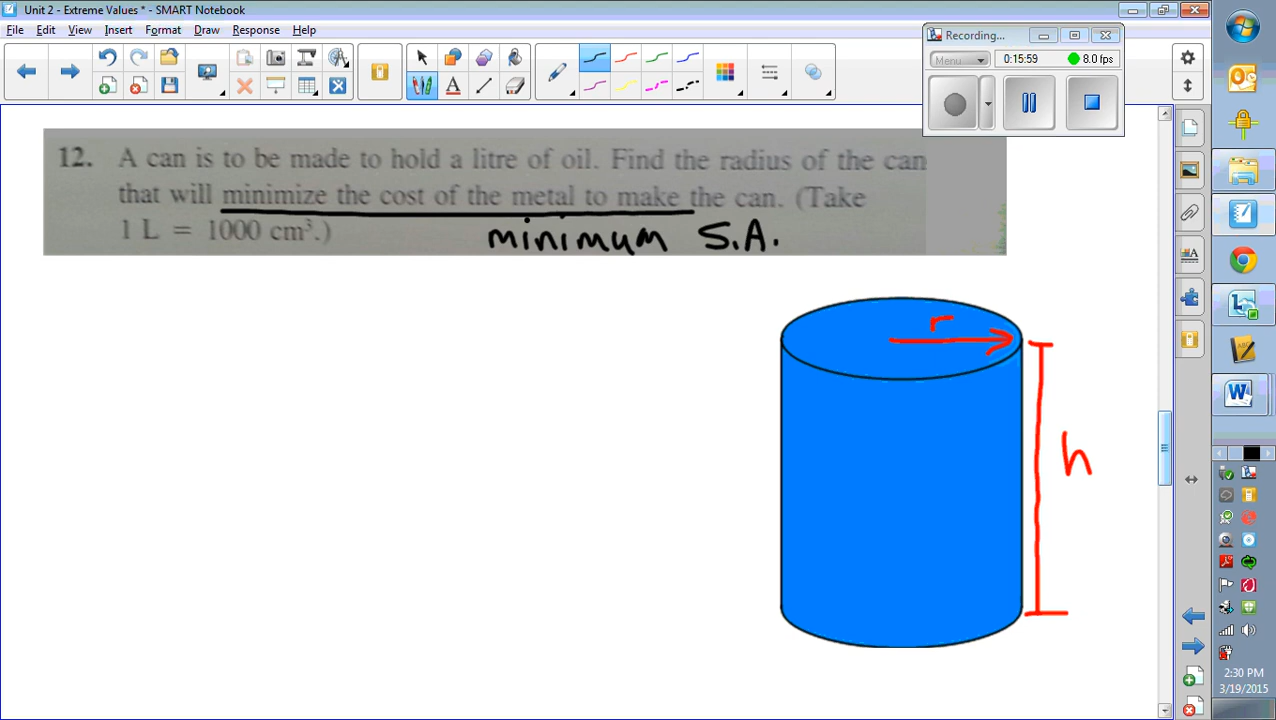 Unit 2 - Extreme Values * - SMART Notebook
File Edit View Insert Format Draw Response Help
Recording...
Menu 0:15:59 8.0 fps
12. A can is to be made to hold a litre of oil. Find the radius of the can
that will minimize the cost of the metal to make the can. (Take
1 L = 1000 cm³.)
minimum S.A.
r
h
2:30 PM
3/19/2015